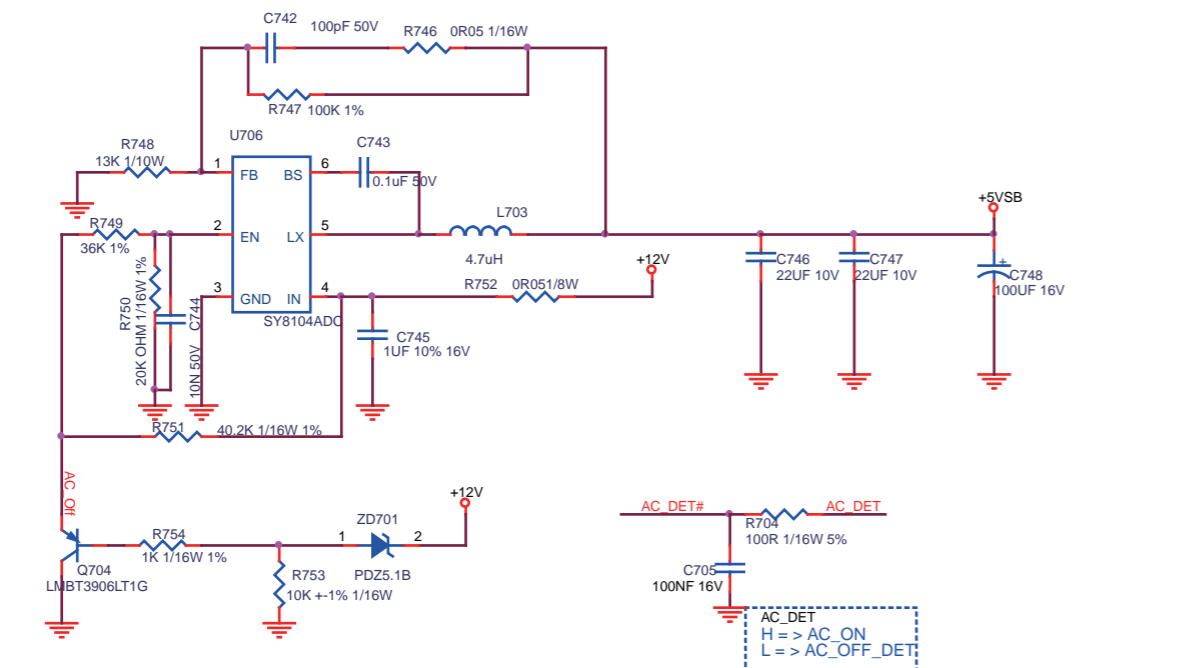 C742
100pF 50V
R746 0R05 1/16W
R747 100K 1%
U706
R748
13K 1/10W
1
FB
BS
6
C743
0.1uF 50V
R749
36K 1%
2
EN
LX
5
L703
4.7uH
+5VSB
3
GND
IN
4
SY8104ADC
R750
20K OHM 1/16W 1%
C744
10N 50V
R752 0R051/8W
+12V
C745
1UF 10% 16V
C746
22UF 10V
C747
22UF 10V
+
C748
100UF 16V
R751 40.2K 1/16W 1%
AC_Off
Q704
LMBT3906LT1G
R754
1K 1/16W 1%
R753
10K +-1% 1/16W
1
ZD701
2
PDZ5.1B
+12V
AC_DET#
AC_DET
R704
100R 1/16W 5%
C705
100NF 16V
AC_DET
H = > AC_ON
L = > AC_OFF_DET